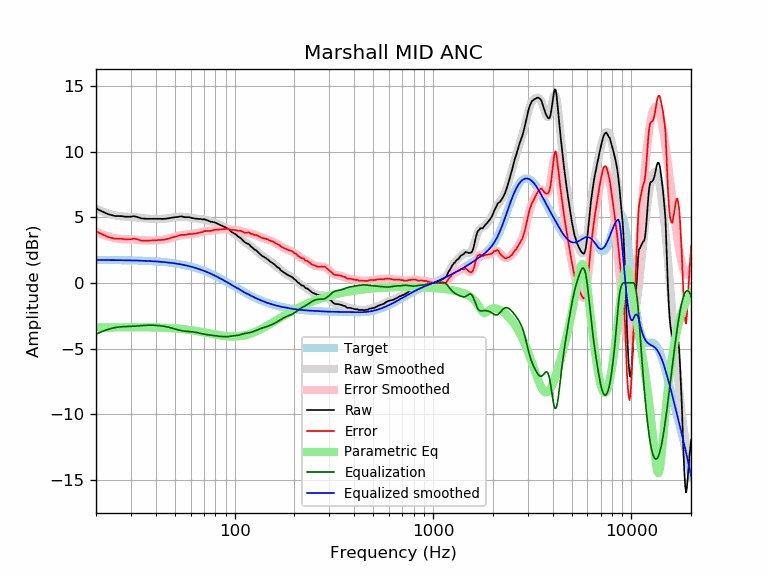 Marshall MID ANC
15
10
5
0
−5
−10
−15
Amplitude (dBr)
Target
Raw Smoothed
Error Smoothed
Raw
Error
Parametric Eq
Equalization
Equalized smoothed
100
1000
10000
Frequency (Hz)